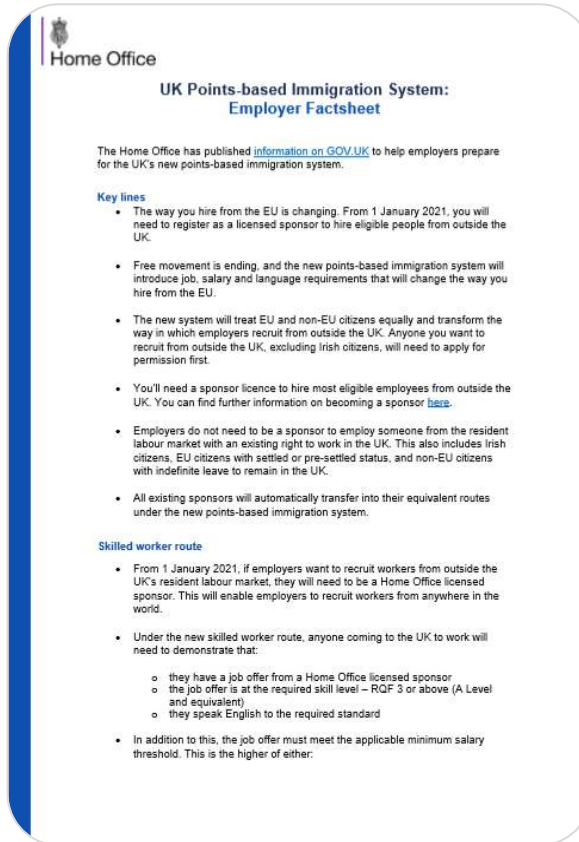 Home Office
UK Points-based Immigration System:
Employer Factsheet
The Home Office has published information on GOV.UK to help employers prepare
for the UK's new points-based immigration system.
Key lines
• The way you hire from the EU is changing. From 1 January 2021, you will
need to register as a licensed sponsor to hire eligible people from outside the
UK.
• Free movement is ending, and the new points-based immigration system will
introduce job, salary and language requirements that will change the way you
hire from the EU.
• The new system will treat EU and non-EU citizens equally and transform the
way in which employers recruit from outside the UK. Anyone you want to
recruit from outside the UK, excluding Irish citizens, will need to apply for
permission first.
• You'll need a sponsor licence to hire most eligible employees from outside the
UK. You can find further information on becoming a sponsor here.
• Employers do not need to be a sponsor to employ someone from the resident
labour market with an existing right to work in the UK. This also includes Irish
citizens, EU citizens with settled or pre-settled status, and non-EU citizens
with indefinite leave to remain in the UK.
• All existing sponsors will automatically transfer into their equivalent routes
under the new points-based immigration system.
Skilled worker route
• From 1 January 2021, if employers want to recruit workers from outside the
UK's resident labour market, they will need to be a Home Office licensed
sponsor. This will enable employers to recruit workers from anywhere in the
world.
• Under the new skilled worker route, anyone coming to the UK to work will
need to demonstrate that:
o they have a job offer from a Home Office licensed sponsor
o the job offer is at the required skill level – RQF 3 or above (A Level
and equivalent)
o they speak English to the required standard
• In addition to this, the job offer must meet the applicable minimum salary
threshold. This is the higher of either: